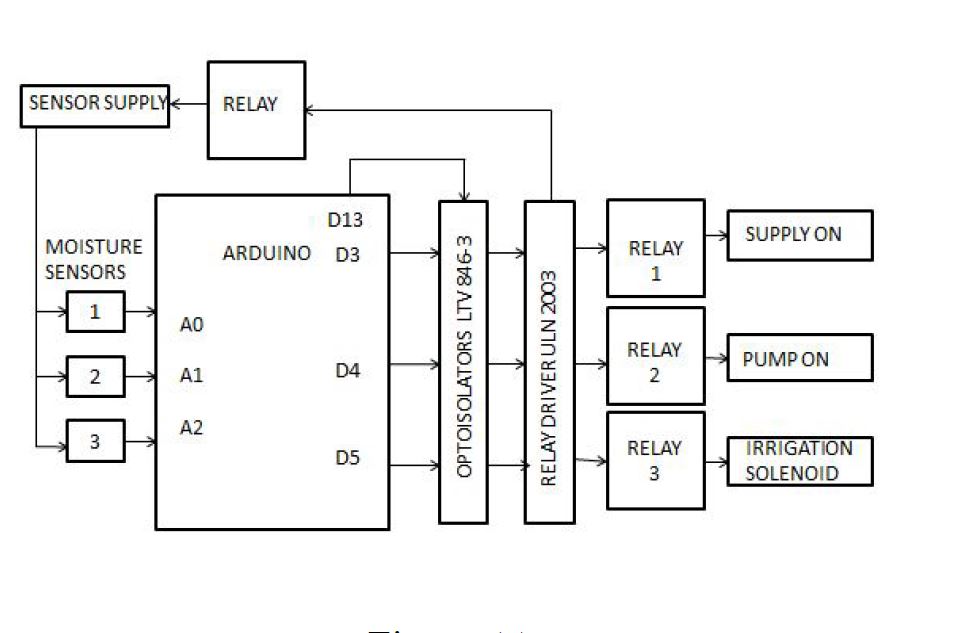 SENSOR SUPPLY
RELAY
MOISTURE
SENSORS
1
2
3
ARDUINO
A0
A1
A2
D13
D3
D4
D5
OPTOISOLATORS LTV 846-3
RELAY DRIVER ULN 2003
RELAY
1
SUPPLY ON
RELAY
2
PUMP ON
RELAY
3
IRRIGATION
SOLENOID